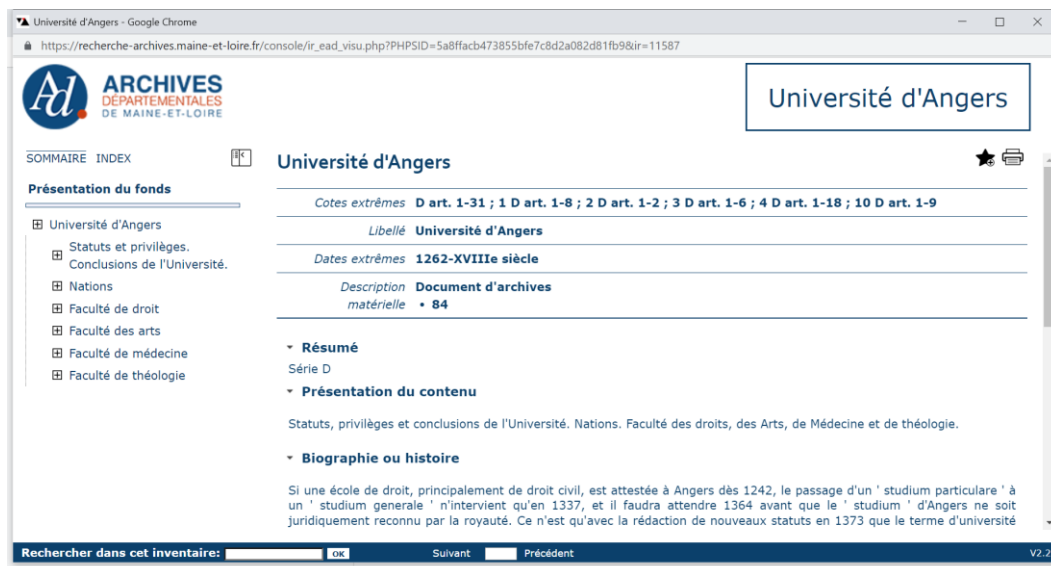 Université d'Angers - Google Chrome
https://recherche-archives.maine-et-loire.fr/console/ir_ead_visu.php?PHPSID=5a8ffacb473855bfe7c8d2a082d81fb9&ir=11587
Ad
ARCHIVES
DÉPARTEMENTALES
DE MAINE-ET-LOIRE
Université d'Angers
SOMMAIRE INDEX
Présentation du fonds
Université d'Angers
Statuts et privilèges.
Conclusions de l'Université.
Nations
Faculté de droit
Faculté des arts
Faculté de médecine
Faculté de théologie
Université d'Angers
Cotes extrêmes D art. 1-31 ; 1 D art. 1-8 ; 2 D art. 1-2 ; 3 D art. 1-6 ; 4 D art. 1-18 ; 10 D art. 1-9
Libellé Université d'Angers
Dates extrêmes 1262-XVIIIe siècle
Description Document d'archives
matérielle • 84
Résumé
Série D
Présentation du contenu
Statuts, privilèges et conclusions de l'Université. Nations. Faculté des droits, des Arts, de Médecine et de théologie.
Biographie ou histoire
Si une école de droit, principalement de droit civil, est attestée à Angers dès 1242, le passage d'un ' studium particulare ' à
un ' studium generale ' n'intervient qu'en 1337, et il faudra attendre 1364 avant que le ' studium ' d'Angers ne soit
juridiquement reconnu par la royauté. Ce n'est qu'avec la rédaction de nouveaux statuts en 1373 que le terme d'université
Rechercher dans cet inventaire: OK Suivant Précédent V2.2